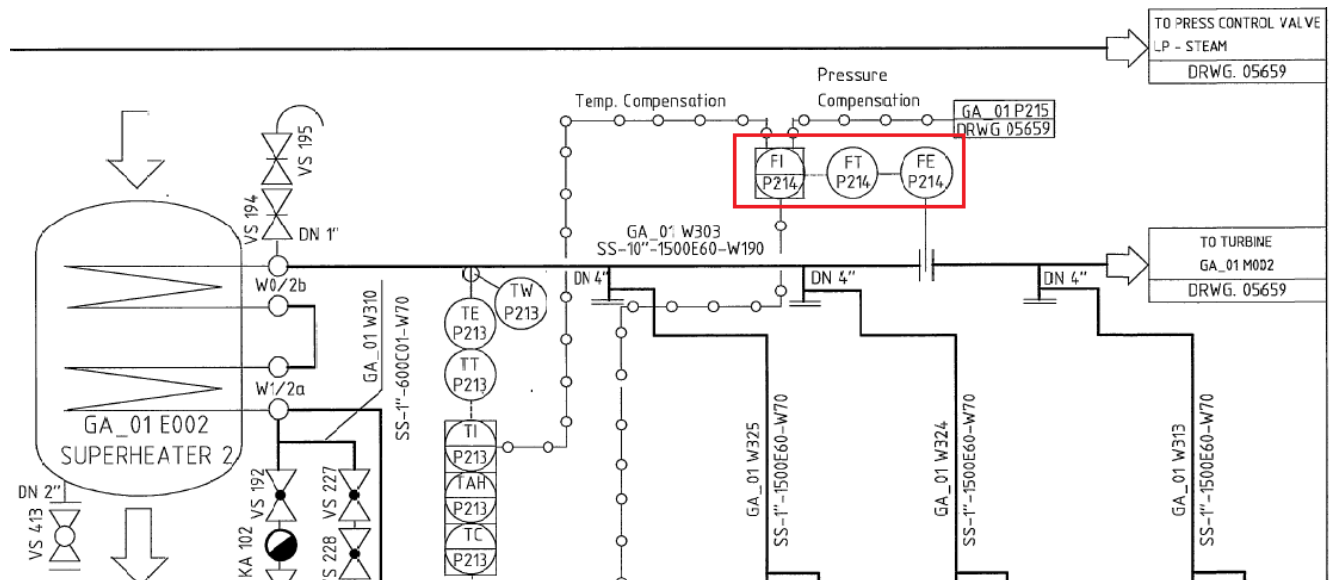 TO PRESS CONTROL VALVE
LP - STEAM
DRWG. 05659
Pressure
Compensation
Temp. Compensation
GA_01 P215
DRWG 05659
FI
P214
FT
P214
FE
P214
VS 195
VS 194
DN 1"
GA_01 W303
SS-10"-1500E60-W190
TO TURBINE
GA_01 M002
DRWG. 05659
DN 4"
DN 4"
DN 4"
W0/2b
TW
P213
TE
P213
TT
P213
TI
P213
TAH
P213
TC
P213
GA_01 W310
SS-1"-600C01-W70
W1/2a
GA_01 E002
SUPERHEATER 2
DN 2"
VS 413
VS 192
VS 227
KA 102
VS 228
GA_01 W325
SS-1"-1500E60-W70
GA_01 W324
SS-1"-1500E60-W70
GA_01 W313
SS-1"-1500E60-W70